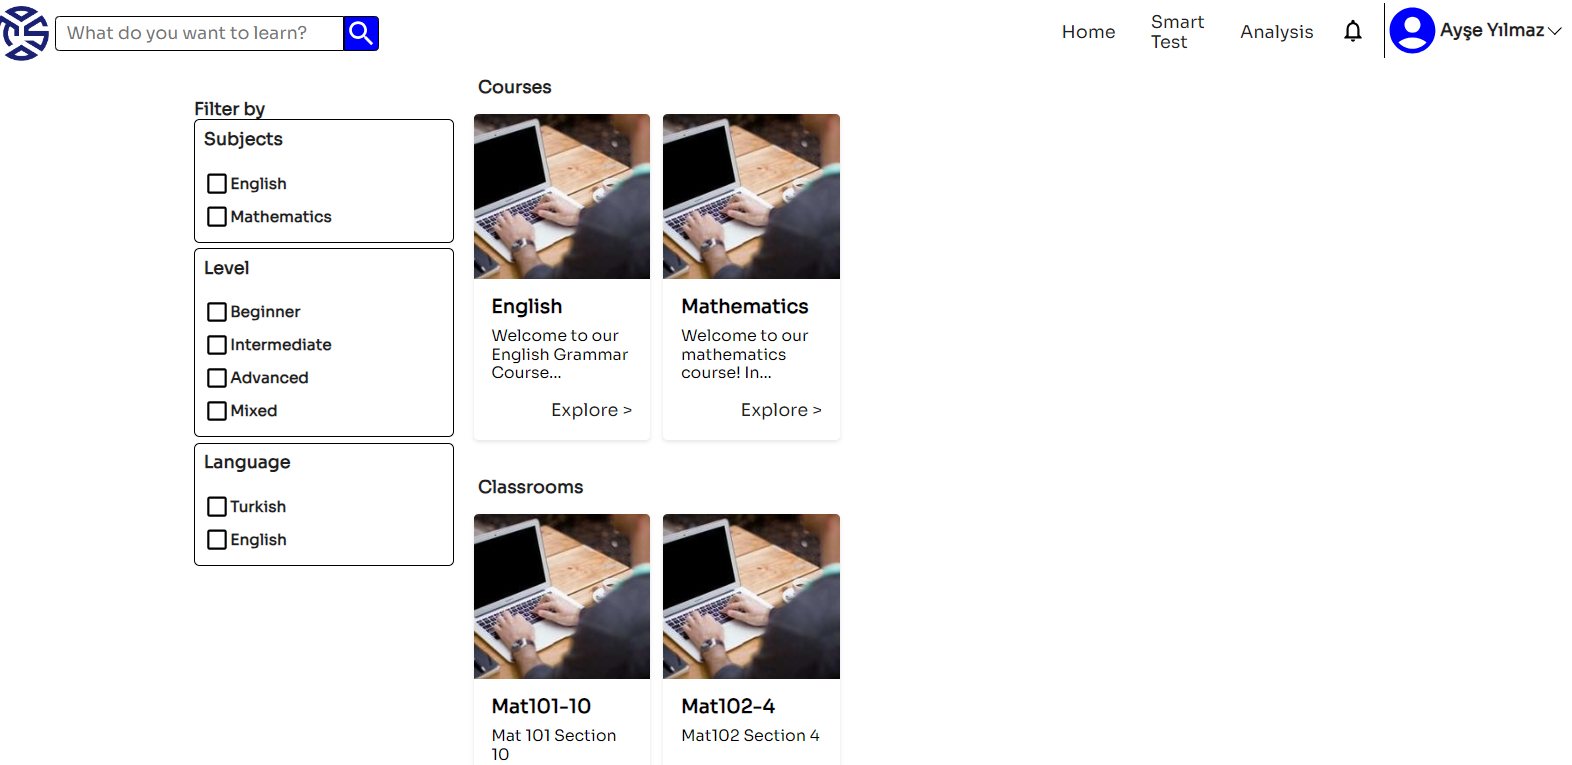 What do you want to learn?
Home
Smart
Test
Analysis
Ayşe Yılmaz
Filter by
Subjects
English
Mathematics
Level
Beginner
Intermediate
Advanced
Mixed
Language
Turkish
English
Courses
English
Welcome to our
English Grammar
Course...
Explore >
Mathematics
Welcome to our
mathematics
course! In...
Explore >
Classrooms
Mat101-10
Mat 101 Section
10
Mat102-4
Mat102 Section 4